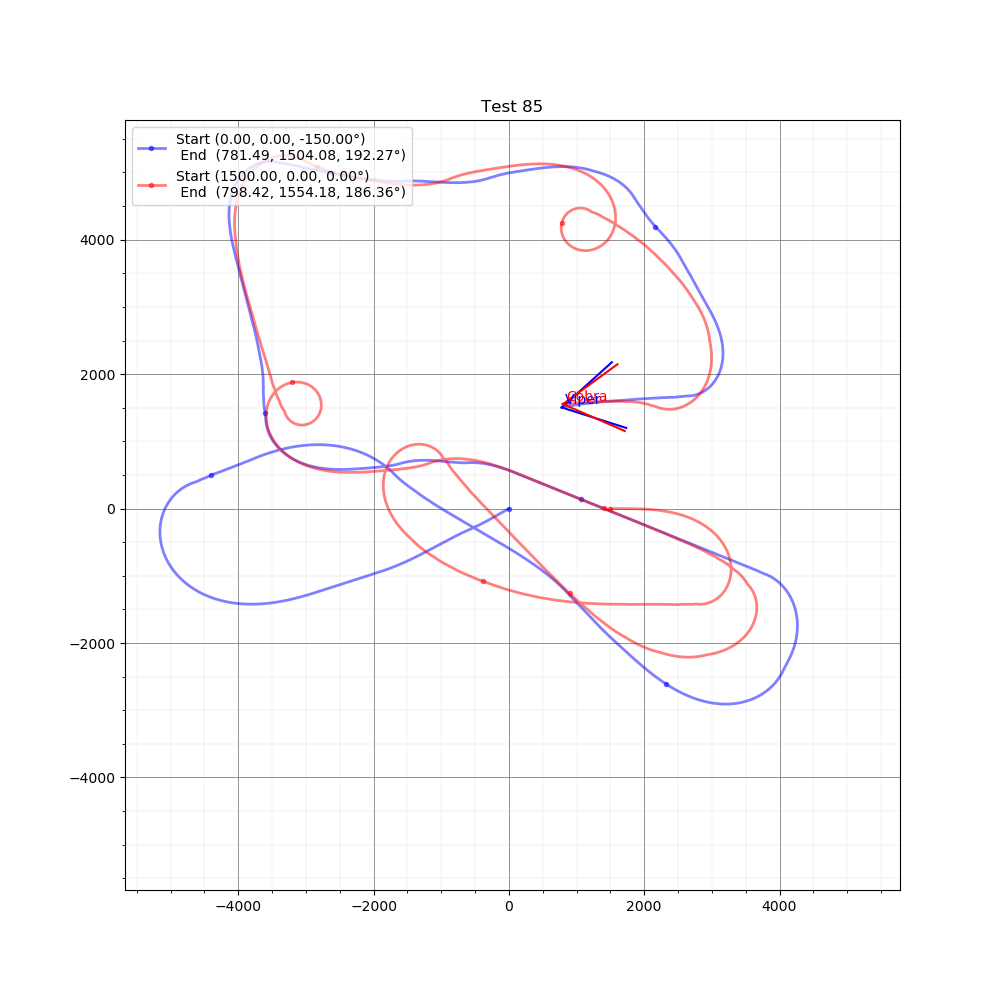 Test 85
Start (0.00, 0.00, -150.00°)
End  (781.49, 1504.08, 192.27°)
Start (1500.00, 0.00, 0.00°)
End  (798.42, 1554.18, 186.36°)
4000
2000
0
−2000
−4000
Cobra
Viper
−4000
−2000
0
2000
4000